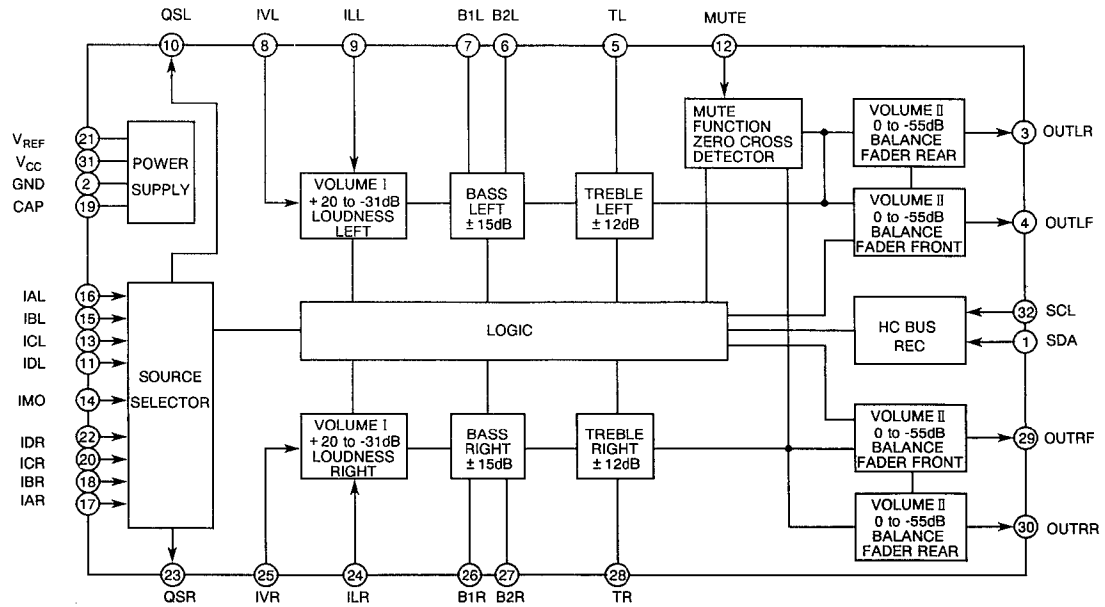 QSL IVL ILL B1L B2L TL MUTE
10 8 9 7 6 5 12
VREF 21
VCC 31
GND 2
CAP 19
POWER
SUPPLY
MUTE
FUNCTION
ZERO CROSS
DETECTOR
VOLUME II
0 to -55dB
BALANCE
FADER REAR
3 OUTLR
VOLUME I
+ 20 to -31dB
LOUDNESS
LEFT
BASS
LEFT
± 15dB
TREBLE
LEFT
± 12dB
VOLUME II
0 to -55dB
BALANCE
FADER FRONT
4 OUTLF
IAL 16
IBL 15
ICL 13
IDL 11
IMO 14
IDR 22
ICR 20
IBR 18
IAR 17
SOURCE
SELECTOR
LOGIC
HC BUS
REC
32 SCL
1 SDA
VOLUME I
+ 20 to -31dB
LOUDNESS
RIGHT
BASS
RIGHT
± 15dB
TREBLE
RIGHT
± 12dB
VOLUME II
0 to -55dB
BALANCE
FADER FRONT
29 OUTRF
VOLUME II
0 to -55dB
BALANCE
FADER REAR
30 OUTRR
23 25 24 26 27 28
QSR IVR ILR B1R B2R TR